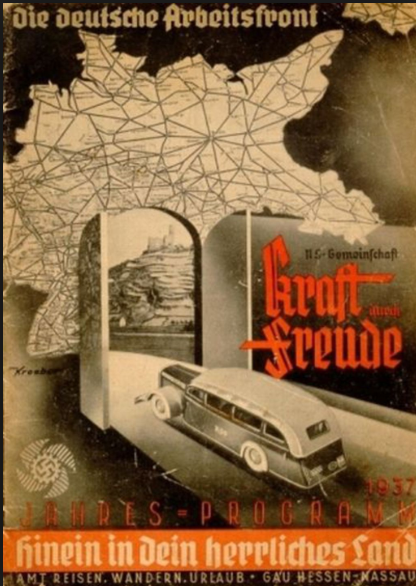 die deutsche Arbeitsfront
NS-Gemeinschaft
Kraft durch
Freude
1937
JAHRES=PROGRAMM
hinein in dein herrliches Land
AMT REISEN. WANDERN. URLAUB · GAU HESSEN-NASSAU